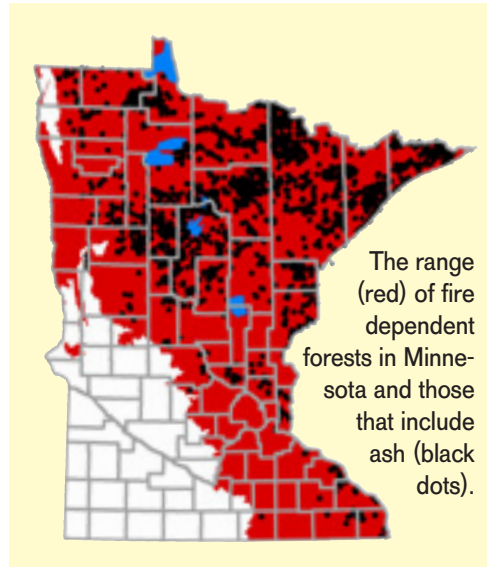 The range
(red) of fire
dependent
forests in Minne-
sota and those
that include
ash (black
dots).